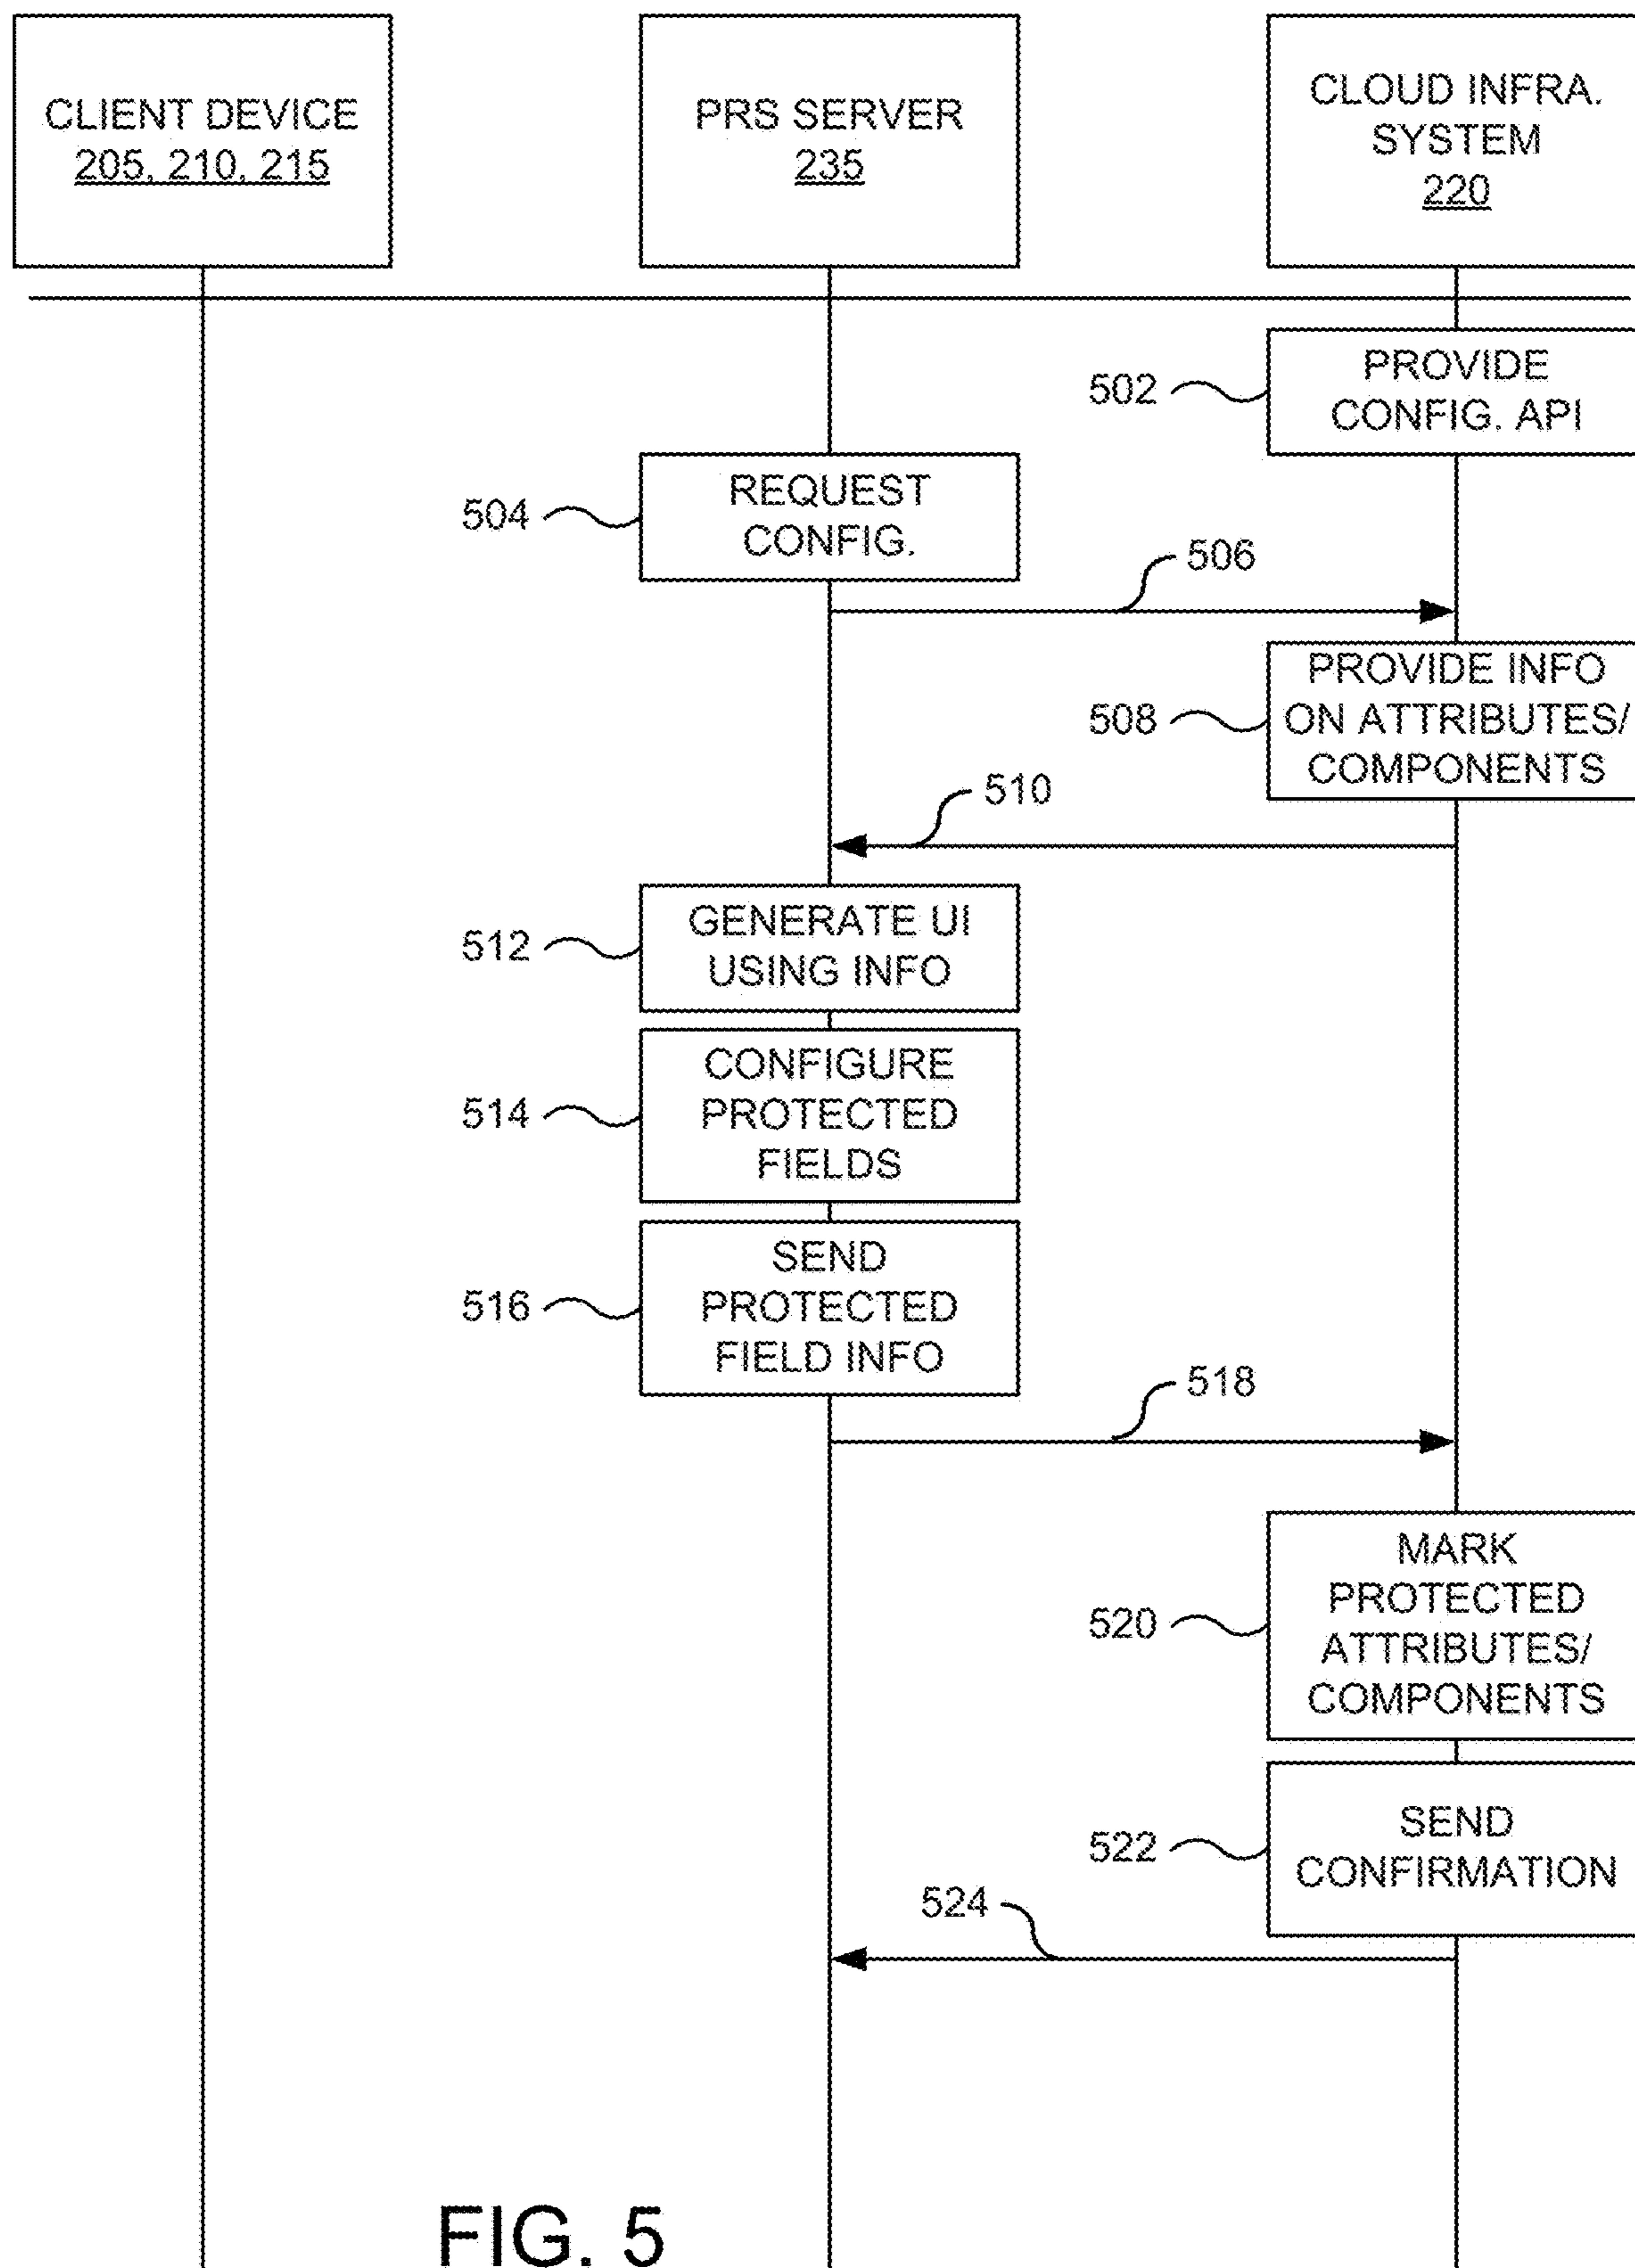 CLIENT DEVICE
205, 210, 215
PRS SERVER
235
CLOUD INFRA.
SYSTEM
220
502
PROVIDE
CONFIG. API
504
REQUEST
CONFIG.
506
508
PROVIDE INFO
ON ATTRIBUTES/
COMPONENTS
510
512
GENERATE UI
USING INFO
514
CONFIGURE
PROTECTED
FIELDS
516
SEND
PROTECTED
FIELD INFO
518
520
MARK
PROTECTED
ATTRIBUTES/
COMPONENTS
522
SEND
CONFIRMATION
524
FIG. 5